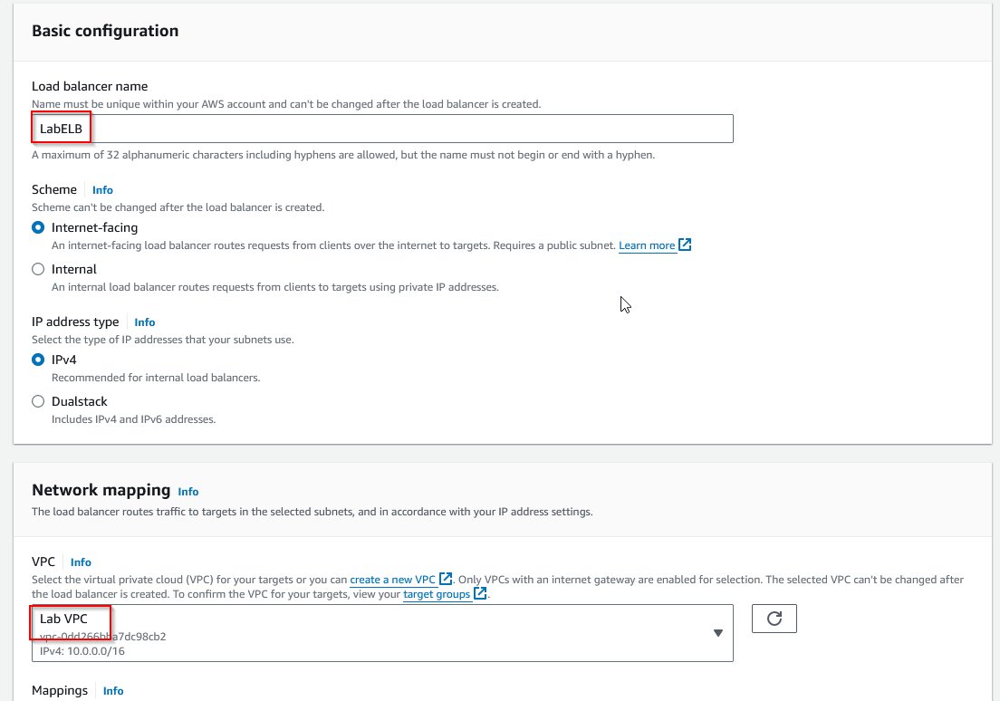 Basic configuration
Load balancer name
Name must be unique within your AWS account and can't be changed after the load balancer is created.
LabELB
A maximum of 32 alphanumeric characters including hyphens are allowed, but the name must not begin or end with a hyphen.
Scheme Info
Scheme can't be changed after the load balancer is created.
Internet-facing
An internet-facing load balancer routes requests from clients over the internet to targets. Requires a public subnet. Learn more
Internal
An internal load balancer routes requests from clients to targets using private IP addresses.
IP address type Info
Select the type of IP addresses that your subnets use.
IPv4
Recommended for internal load balancers.
Dualstack
Includes IPv4 and IPv6 addresses.
Network mapping Info
The load balancer routes traffic to targets in the selected subnets, and in accordance with your IP address settings.
VPC Info
Select the virtual private cloud (VPC) for your targets or you can create a new VPC. Only VPCs with an internet gateway are enabled for selection. The selected VPC can't be changed after
the load balancer is created. To confirm the VPC for your targets, view your target groups.
Lab VPC
IPv4: 10.0.0.0/16
Mappings Info